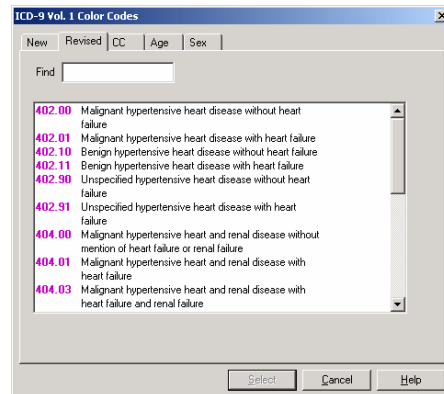 ICD-9 Vol. 1 Color Codes
New Revised CC Age Sex
Find
402.00 Malignant hypertensive heart disease without heart
failure
402.01 Malignant hypertensive heart disease with heart failure
402.10 Benign hypertensive heart disease without heart failure
402.11 Benign hypertensive heart disease with heart failure
402.90 Unspecified hypertensive heart disease without heart
failure
402.91 Unspecified hypertensive heart disease with heart
failure
404.00 Malignant hypertensive heart and renal disease without
mention of heart failure or renal failure
404.01 Malignant hypertensive heart and renal disease with
heart failure
404.03 Malignant hypertensive heart and renal disease with
heart failure and renal failure
Select Cancel Help